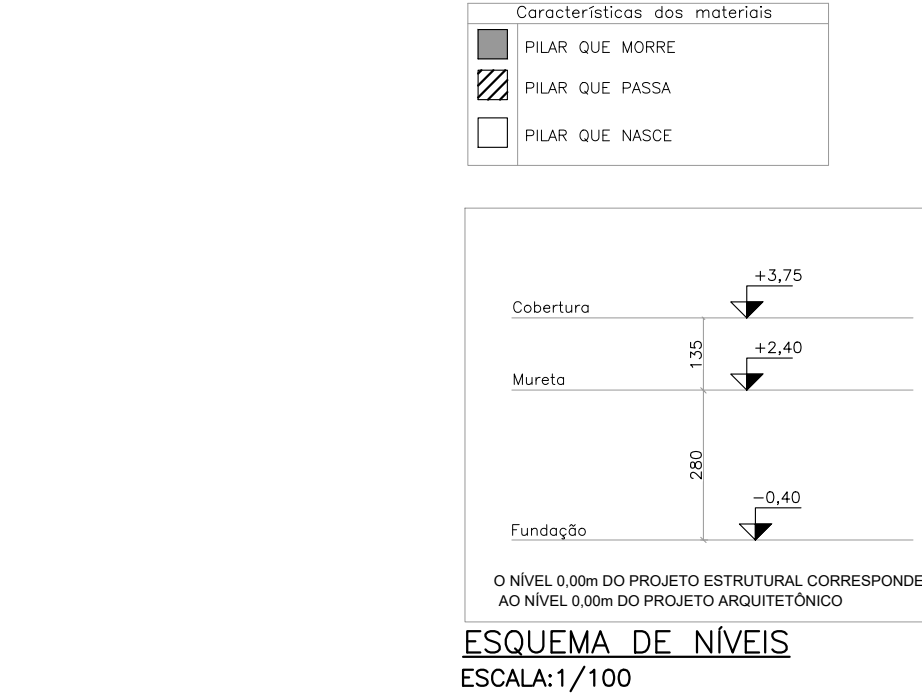 Características dos materiais
PILAR QUE MORRE
PILAR QUE PASSA
PILAR QUE NASCE
+3,75
Cobertura
135
+2,40
Mureta
280
-0,40
Fundação
O NÍVEL 0,00m DO PROJETO ESTRUTURAL CORRESPONDE
AO NÍVEL 0,00m DO PROJETO ARQUITETÔNICO
ESQUEMA DE NÍVEIS
ESCALA:1/100